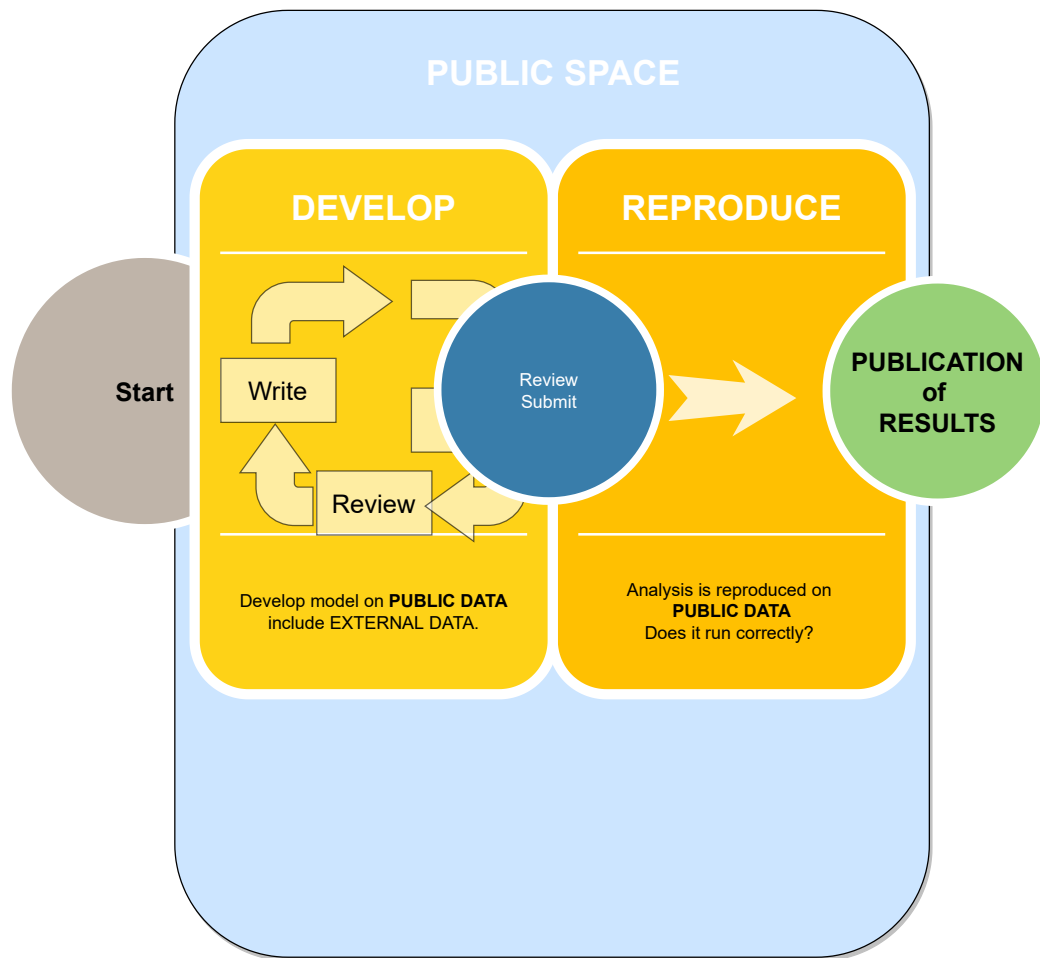 PUBLIC SPACE
DEVELOP
REPRODUCE
Start
Write
Review
Review
Submit
PUBLICATION
of
RESULTS
Develop model on PUBLIC DATA
include EXTERNAL DATA.
Analysis is reproduced on
PUBLIC DATA
Does it run correctly?